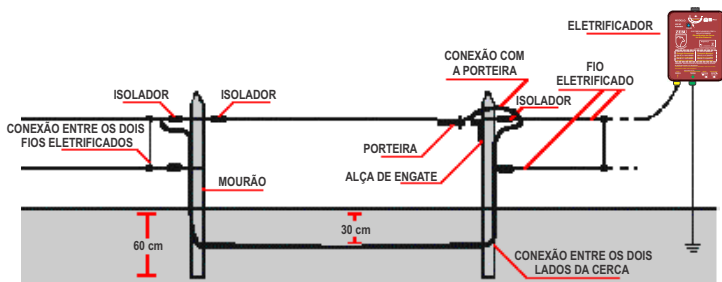 ELETRIFICADOR
CONEXÃO COM
A PORTEIRA
FIO
ELETRIFICADO
ISOLADOR
ISOLADOR
ISOLADOR
CONEXÃO ENTRE OS DOIS
FIOS ELETRIFICADOS
PORTEIRA
ALÇA DE ENGATE
MOURÃO
60 cm
30 cm
CONEXÃO ENTRE OS DOIS
LADOS DA CERCA